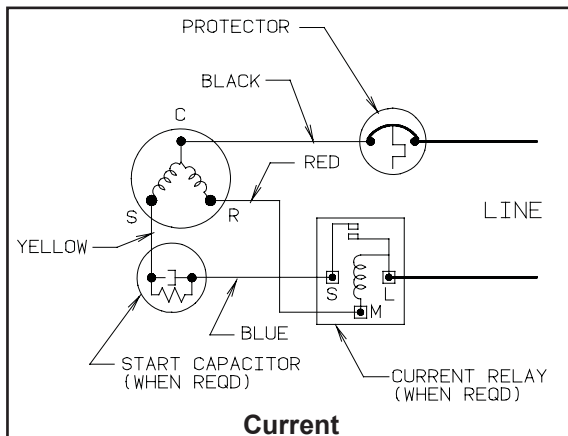 PROTECTOR
BLACK
C
RED
S
R
LINE
YELLOW
S
L
M
BLUE
START CAPACITOR
(WHEN REQD)
CURRENT RELAY
(WHEN REQD)
Current